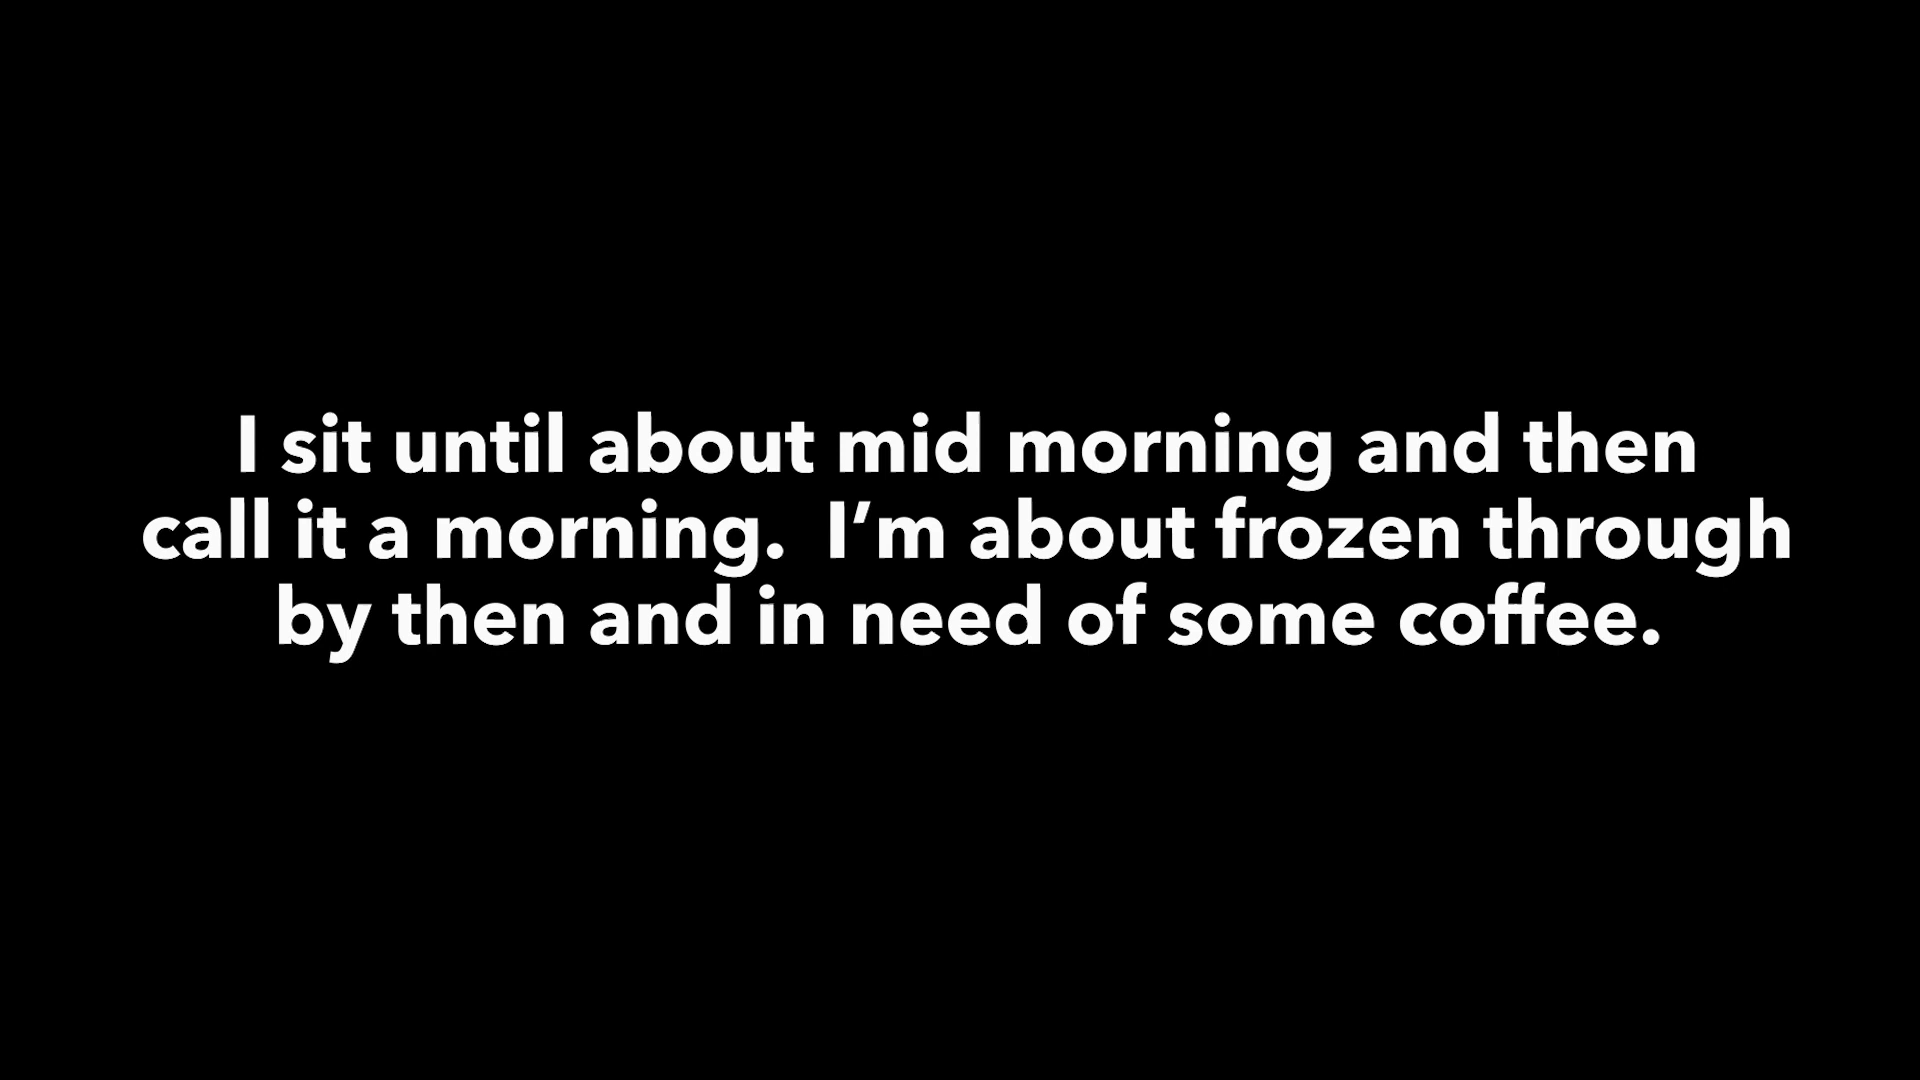 I sit until about mid morning and then
call it a morning.  I’m about frozen through
by then and in need of some coffee.